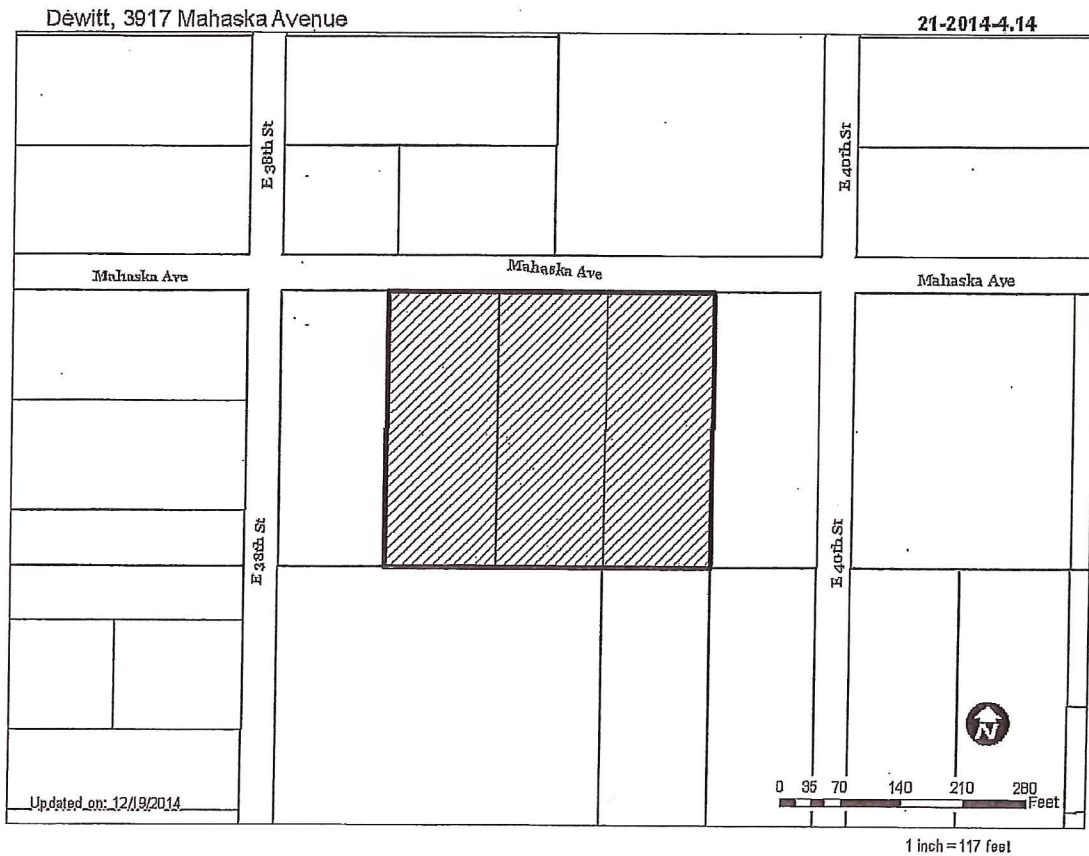 Dewitt, 3917 Mahaska Avenue
21-2014-4.14
E 38th St
E 40th St
Mahaska Ave
Mahaska Ave
Mahaska Ave
E 38th St
E 40th St
N
0 35 70 140 210 280
Feet
Updated on: 12/19/2014
1 inch = 117 feet